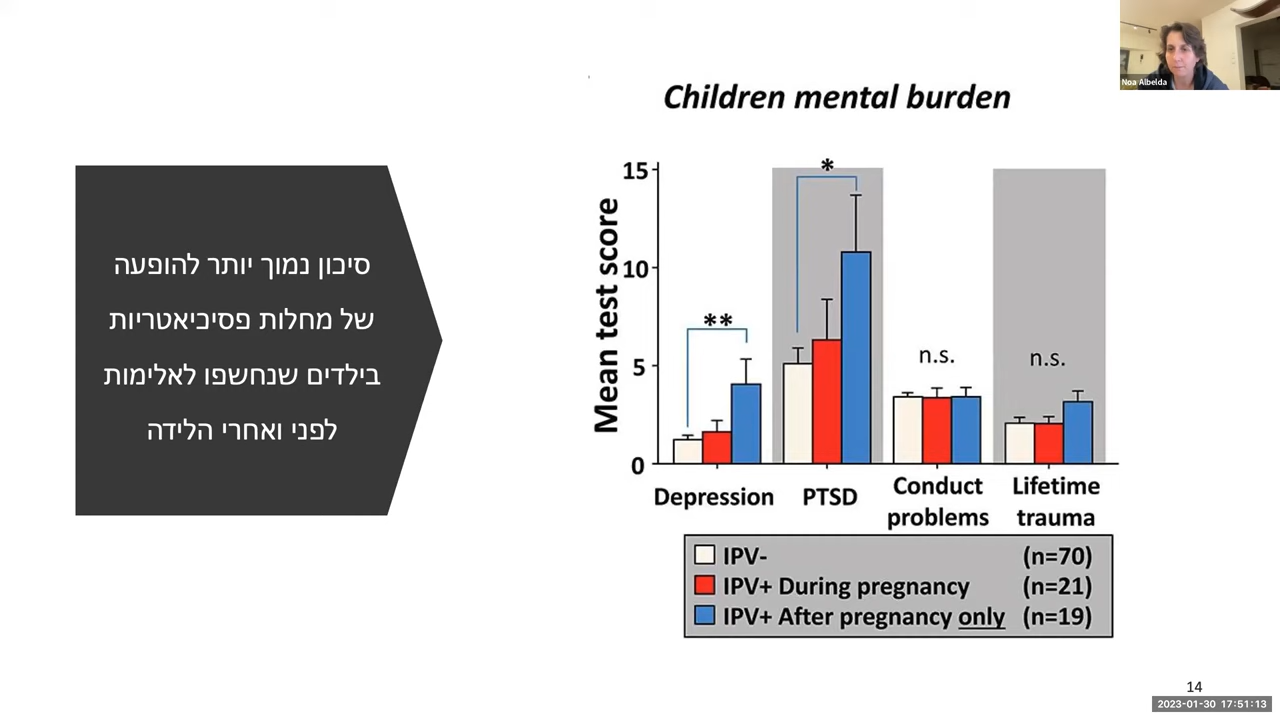 Noa Albelda
Children mental burden
סיכון נמוך יותר להופעה
של מחלות פסיכיאטריות
בילדים שנחשפו לאלימות
לפני ואחרי הלידה
Mean test score
15
10
5
0
**
*
n.s.
n.s.
Depression
PTSD
Conduct
problems
Lifetime
trauma
IPV- (n=70)
IPV+ During pregnancy (n=21)
IPV+ After pregnancy only (n=19)
14
2023-01-30 17:51:13